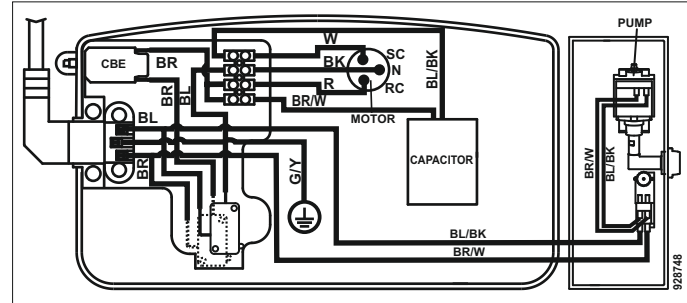 PUMP
W
SC
CBE
BR
BK
N
BL/BK
R
RC
BR
BL
BR/W
MOTOR
BL
CAPACITOR
BR/W
BL/BK
BR
G/Y
BL/BK
BR/W
928748